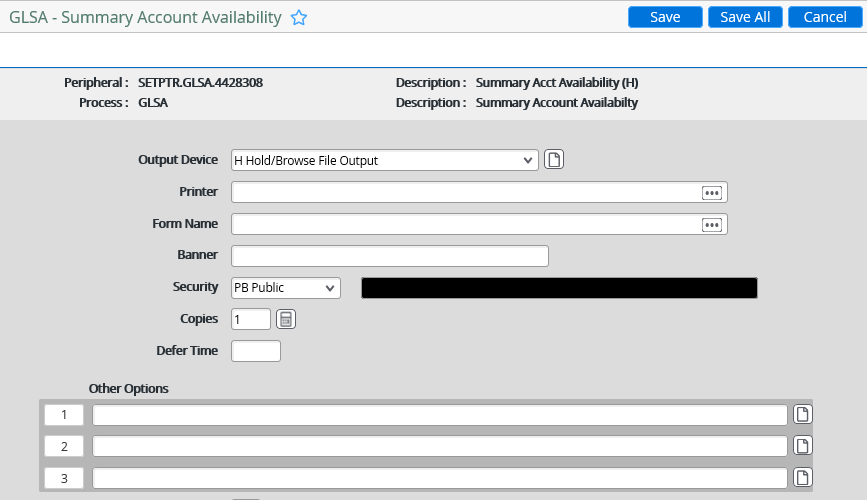 GLSA - Summary Account Availability
Save Save All Cancel
Peripheral : SETPTR.GLSA.4428308 Description : Summary Acct Availability (H)
Process : GLSA Description : Summary Account Availabilty
Output Device H Hold/Browse File Output
Printer
Form Name
Banner
Security PB Public
Copies 1
Defer Time
Other Options
1
2
3